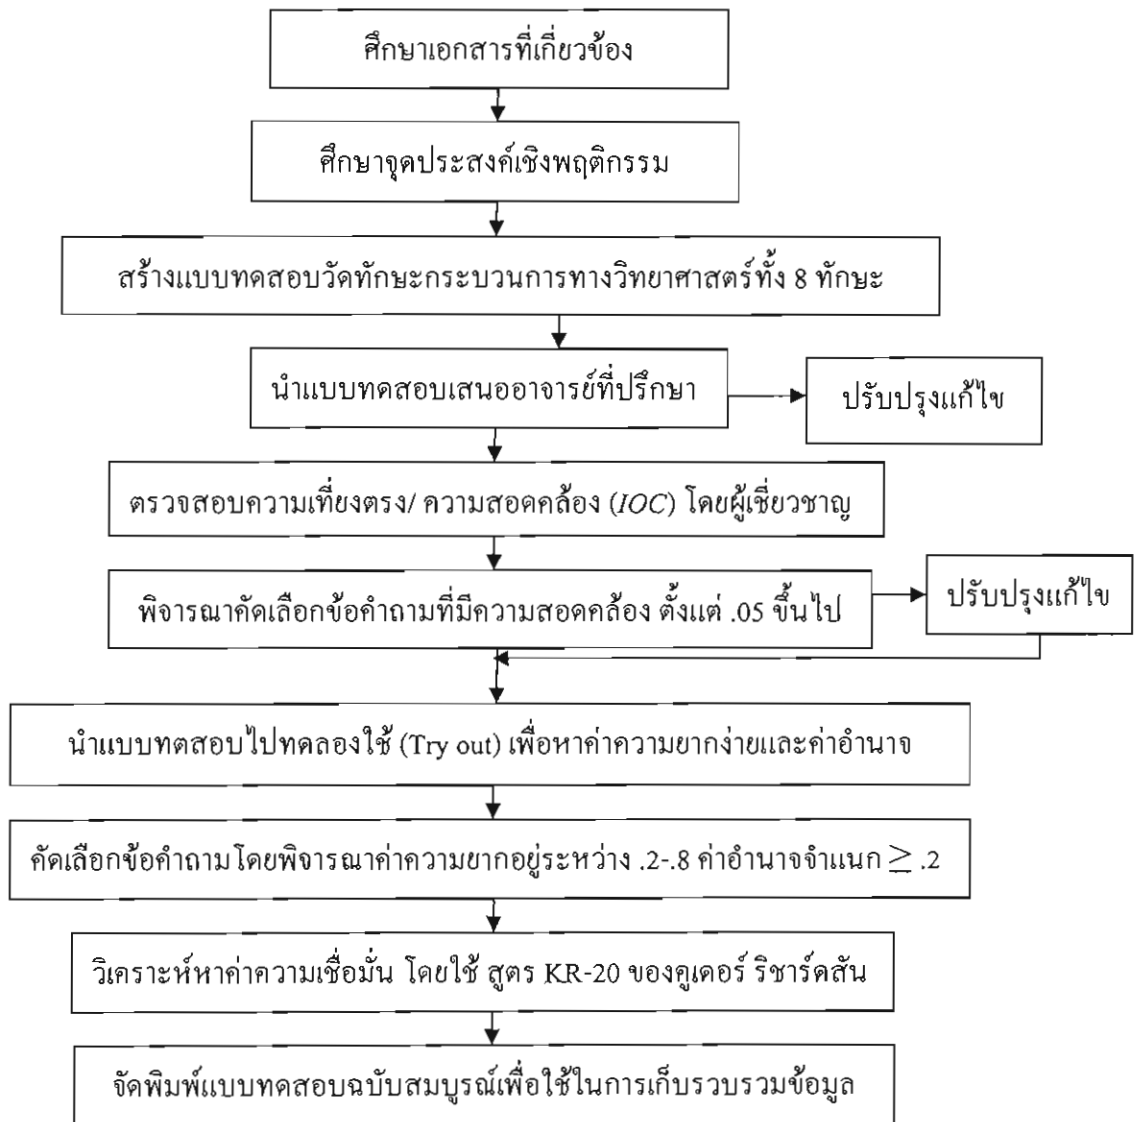 ศึกษาเอกสารที่เกี่ยวข้อง
ศึกษาจุดประสงค์เชิงพฤติกรรม
สร้างแบบทดสอบวัดทักษะกระบวนการทางวิทยาศาสตร์ทั้ง 8 ทักษะ
นำแบบทดสอบเสนออาจารย์ที่ปรึกษา
ปรับปรุงแก้ไข
ตรวจสอบความเที่ยงตรง/ ความสอดคล้อง (IOC) โดยผู้เชี่ยวชาญ
พิจารณาคัดเลือกข้อคำถามที่มีความสอดคล้อง ตั้งแต่ .05 ขึ้นไป
ปรับปรุงแก้ไข
นำแบบทดสอบไปทดลองใช้ (Try out) เพื่อหาค่าความยากง่ายและค่าอำนาจ
คัดเลือกข้อคำถามโดยพิจารณาค่าความยากอยู่ระหว่าง .2-.8 ค่าอำนาจจำแนก ≥ .2
วิเคราะห์หาค่าความเชื่อมั่น โดยใช้ สูตร KR-20 ของคูเดอร์ ริชาร์ดสัน
จัดพิมพ์แบบทดสอบฉบับสมบูรณ์เพื่อใช้ในการเก็บรวบรวมข้อมูล